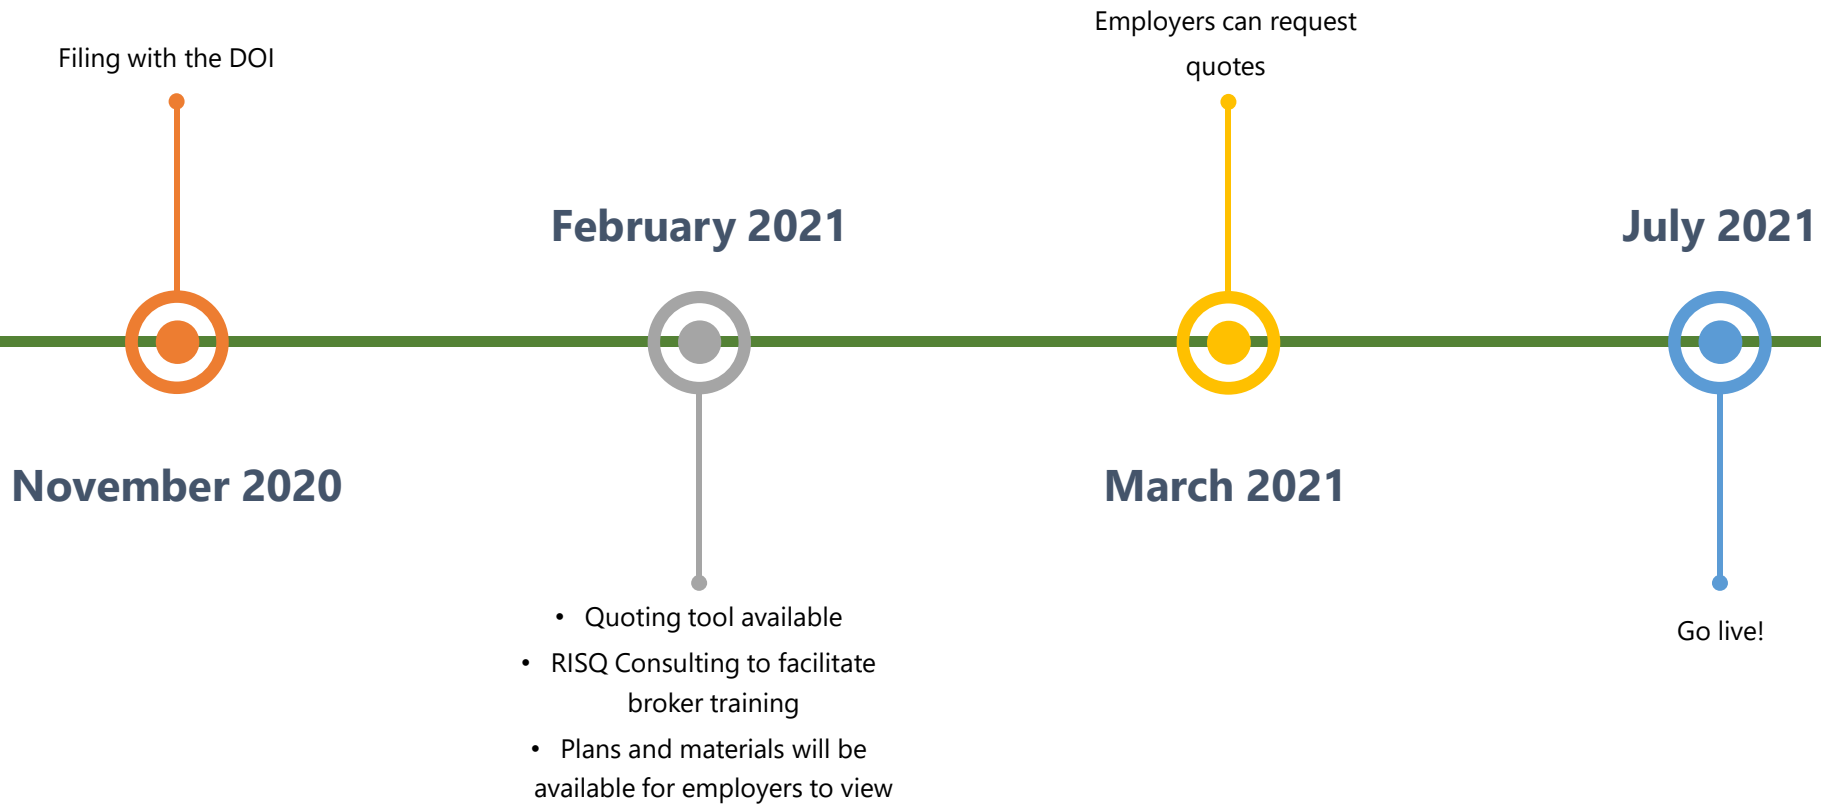 Filing with the DOI
November 2020
February 2021
• Quoting tool available
• RISQ Consulting to facilitate
broker training
• Plans and materials will be
available for employers to view
Employers can request
quotes
March 2021
July 2021
Go live!